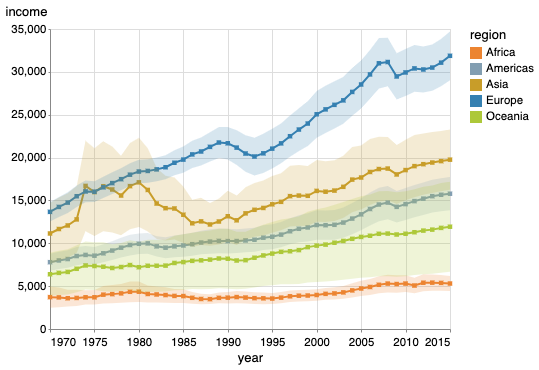 income
35,000
30,000
25,000
20,000
15,000
10,000
5,000
0
1970 1975 1980 1985 1990 1995 2000 2005 2010 2015
year
region
Africa
Americas
Asia
Europe
Oceania